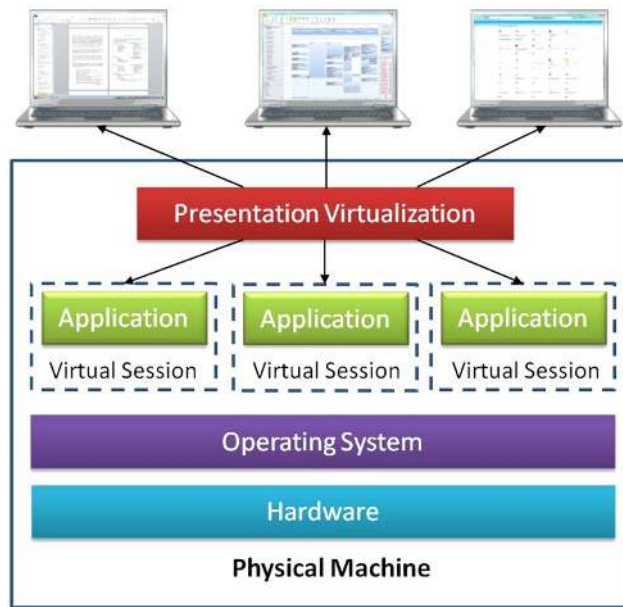 Presentation Virtualization
Application
Application
Application
Virtual Session
Virtual Session
Virtual Session
Operating System
Hardware
Physical Machine